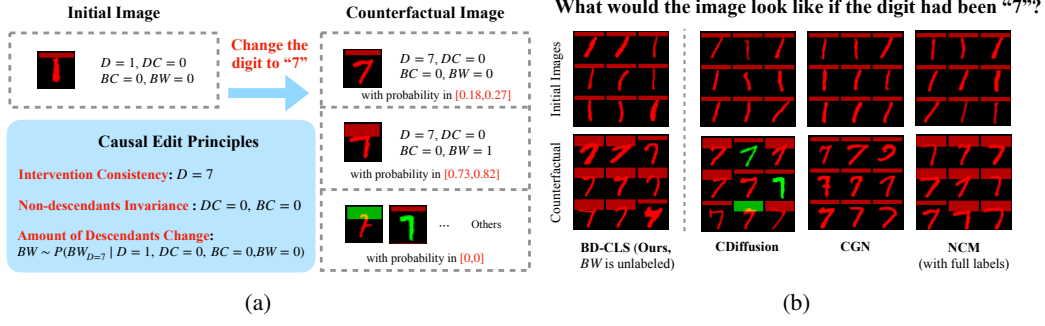 Initial Image
Counterfactual Image
D = 1, DC = 0
BC = 0, BW = 0
Change the
digit to “7”
D = 7, DC = 0
BC = 0, BW = 0
with probability in [0.18,0.27]
D = 7, DC = 0
BC = 0, BW = 1
with probability in [0.73,0.82]
... Others
with probability in [0,0]
Causal Edit Principles
Intervention Consistency: D = 7
Non-descendants Invariance : DC = 0, BC = 0
Amount of Descendants Change:
BW ∼ P(BW_{D=7} | D = 1, DC = 0, BC = 0,BW = 0)
(a)
What would the image look like if the digit had been “7”?
Initial Images
Counterfactual
BD-CLS (Ours,
BW is unlabeled)
CDiffusion
CGN
NCM
(with full labels)
(b)